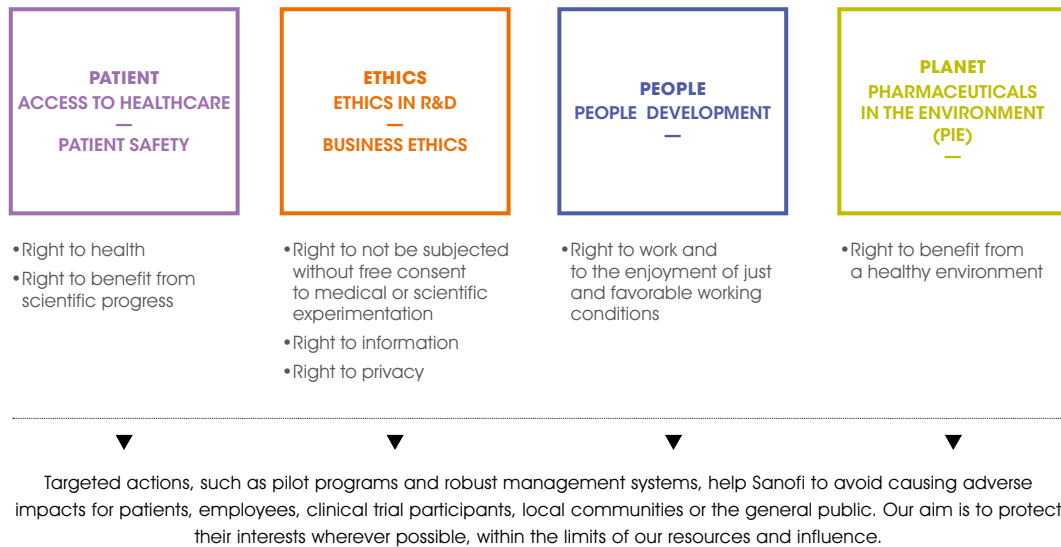 PATIENT
ACCESS TO HEALTHCARE
—
PATIENT SAFETY
ETHICS
ETHICS IN R&D
—
BUSINESS ETHICS
PEOPLE
PEOPLE DEVELOPMENT
—
PLANET
PHARMACEUTICALS
IN THE ENVIRONMENT
(PIE)
—
•Right to health
•Right to benefit from
scientific progress
•Right to not be subjected
without free consent
to medical or scientific
experimentation
•Right to information
•Right to privacy
•Right to work and
to the enjoyment of just
and favorable working
conditions
•Right to benefit from
a healthy environment
Targeted actions, such as pilot programs and robust management systems, help Sanofi to avoid causing adverse
impacts for patients, employees, clinical trial participants, local communities or the general public. Our aim is to protect
their interests wherever possible, within the limits of our resources and influence.